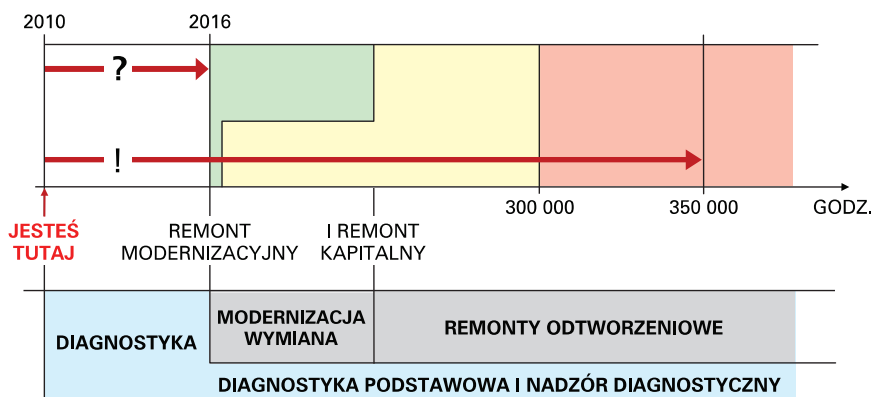 2010
2016
?
!
300 000
350 000
GODZ.
JESTEŚ
TUTAJ
REMONT
MODERNIZACYJNY
I REMONT
KAPITALNY
DIAGNOSTYKA
MODERNIZACJA
WYMIANA
REMONTY ODTWORZENIOWE
DIAGNOSTYKA PODSTAWOWA I NADZÓR DIAGNOSTYCZNY